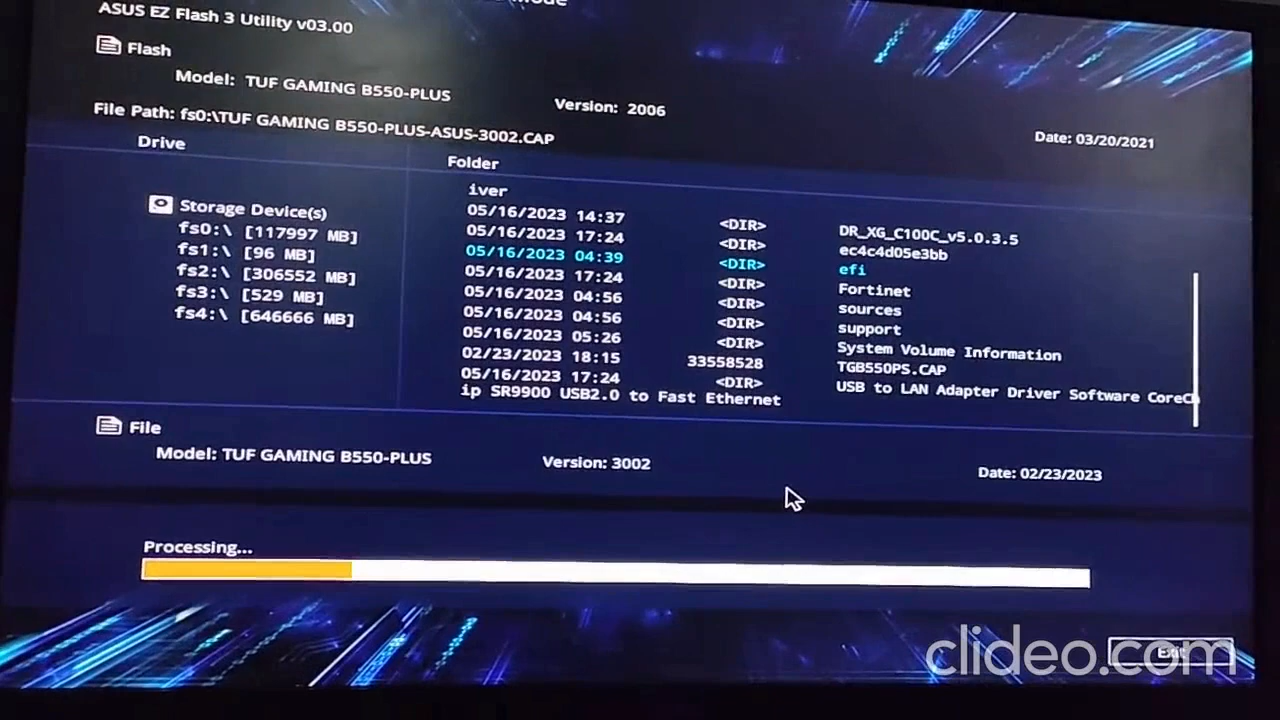 Mode
ASUS EZ Flash 3 Utility v03.00
Flash
Model: TUF GAMING B550-PLUS
Version: 2006
Date: 03/20/2021
File Path: fs0:\TUF GAMING B550-PLUS-ASUS-3002.CAP
Drive
Folder
Storage Device(s)
fs0:\ [117997 MB]
fs1:\ [96 MB]
fs2:\ [306552 MB]
fs3:\ [529 MB]
fs4:\ [646666 MB]
iver
05/16/2023 14:37 <DIR> DR_XG_C100C_v5.0.3.5
05/16/2023 17:24 <DIR> ec4c4d05e3bb
05/16/2023 04:39 <DIR> efi
05/16/2023 17:24 <DIR> Fortinet
05/16/2023 04:56 <DIR> sources
05/16/2023 04:56 <DIR> support
05/16/2023 05:26 <DIR> System Volume Information
02/23/2023 18:15 33558528 TGB550PS.CAP
05/16/2023 17:24 <DIR> USB to LAN Adapter Driver Software CoreCh
ip SR9900 USB2.0 to Fast Ethernet
File
Model: TUF GAMING B550-PLUS
Version: 3002
Date: 02/23/2023
Processing...
Exit
clideo.com